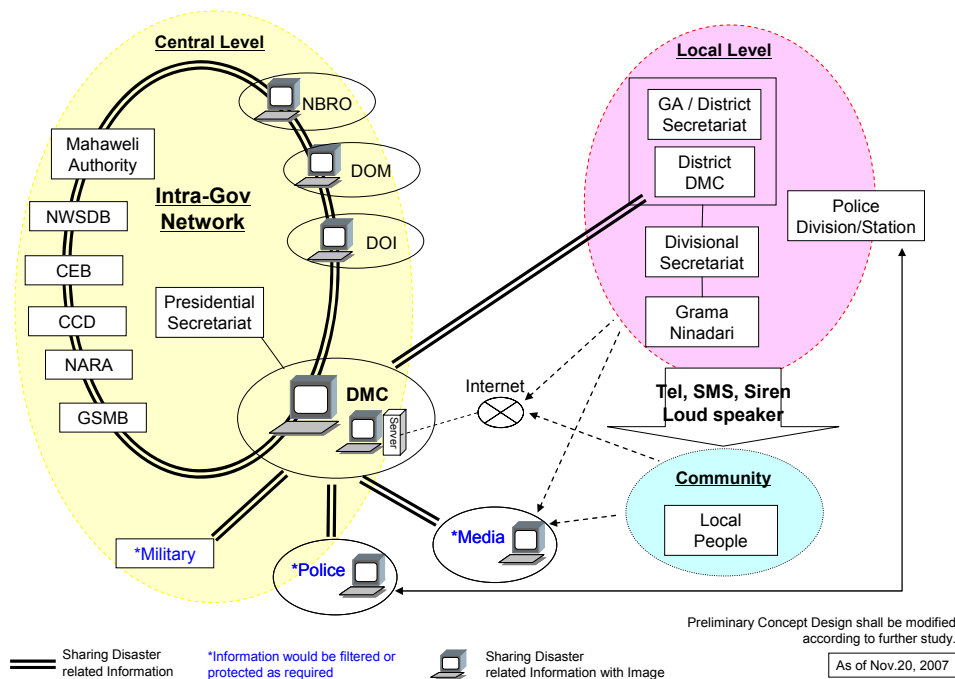 Central Level
NBRO
DOM
DOI
Mahaweli
Authority
NWSDB
CEB
CCD
NARA
GSMB
Intra-Gov
Network
Presidential
Secretariat
DMC
Server
*Military
*Police
*Media
Internet
Local Level
GA / District
Secretariat
District
DMC
Divisional
Secretariat
Grama
Ninadari
Police
Division/Station
Tel, SMS, Siren
Loud speaker
Community
Local
People
Preliminary Concept Design shall be modified
according to further study.
As of Nov.20, 2007
Sharing Disaster
related Information
*Information would be filtered or
protected as required
Sharing Disaster
related Information with Image